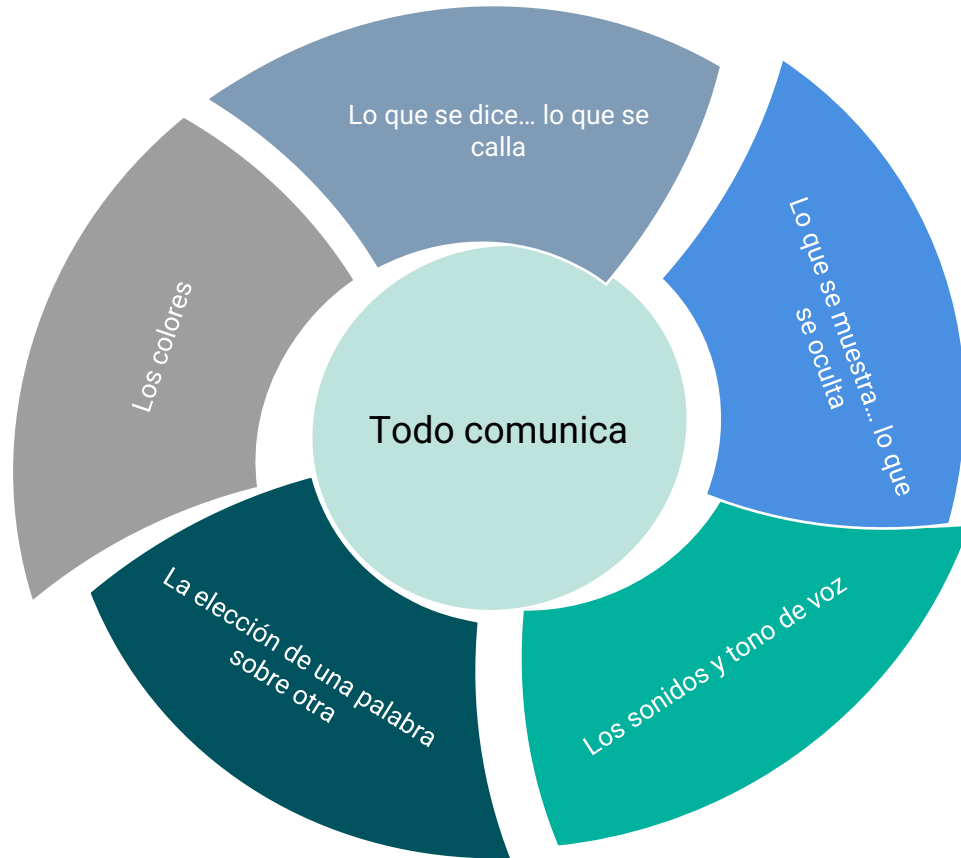 Lo que se dice... lo que se
calla
Lo que se muestra... lo que
se oculta
Los sonidos y tono de voz
La elección de una palabra
sobre otra
Los colores
Todo comunica